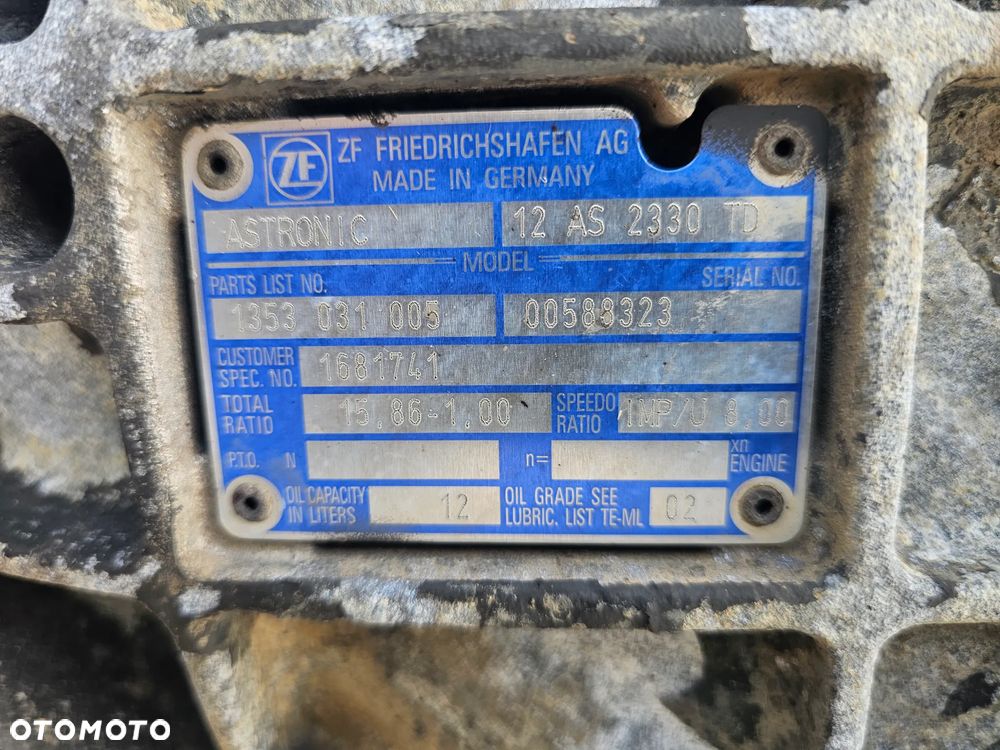 ZF
ZF FRIEDRICHSHAFEN AG
MADE IN GERMANY
ASTRONIC 12 AS 2330 TD
MODEL
PARTS LIST NO. SERIAL NO.
1353 031 005 00588323
CUSTOMER
SPEC. NO. 1681741
TOTAL
RATIO 15,86-1,00 SPEEDO
RATIO IMP/U 8.00
P.T.O. N n= xn
ENGINE
OIL CAPACITY
IN LITERS 12 OIL GRADE SEE
LUBRIC. LIST TE-ML 02
OTOMOTO